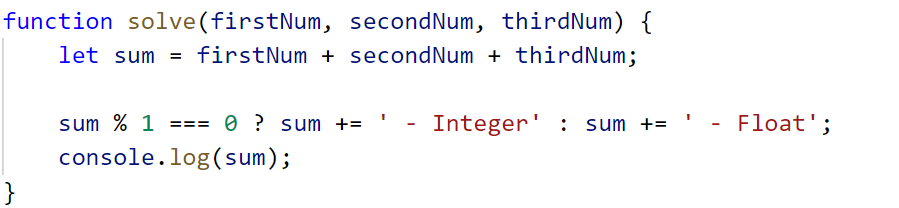 function solve(firstNum, secondNum, thirdNum) {
    let sum = firstNum + secondNum + thirdNum;

    sum % 1 === 0 ? sum += ' - Integer' : sum += ' - Float';
    console.log(sum);
}